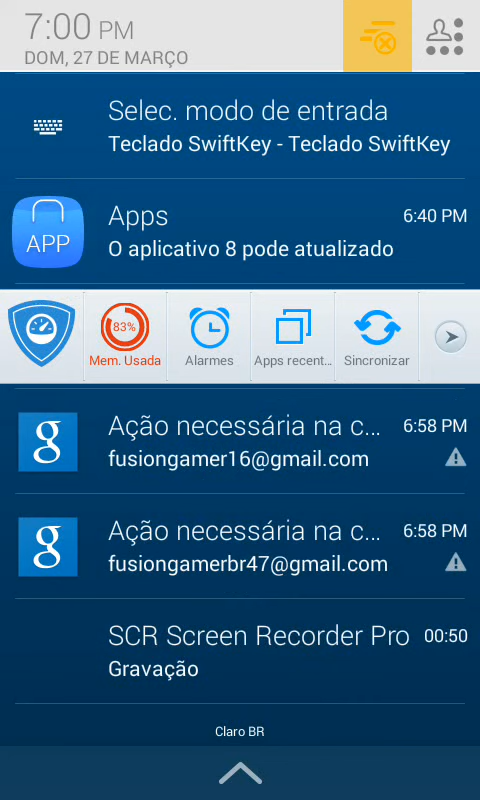 7:00 PM
DOM, 27 DE MARÇO
Selec. modo de entrada
Teclado SwiftKey - Teclado SwiftKey
APP
Apps
6:40 PM
O aplicativo 8 pode atualizado
83%
Mem. Usada
Alarmes
Apps recent...
Sincronizar
g
Ação necessária na c...
6:58 PM
fusiongamer16@gmail.com
g
Ação necessária na c...
6:58 PM
fusiongamerbr47@gmail.com
SCR Screen Recorder Pro
00:50
Gravação
Claro BR